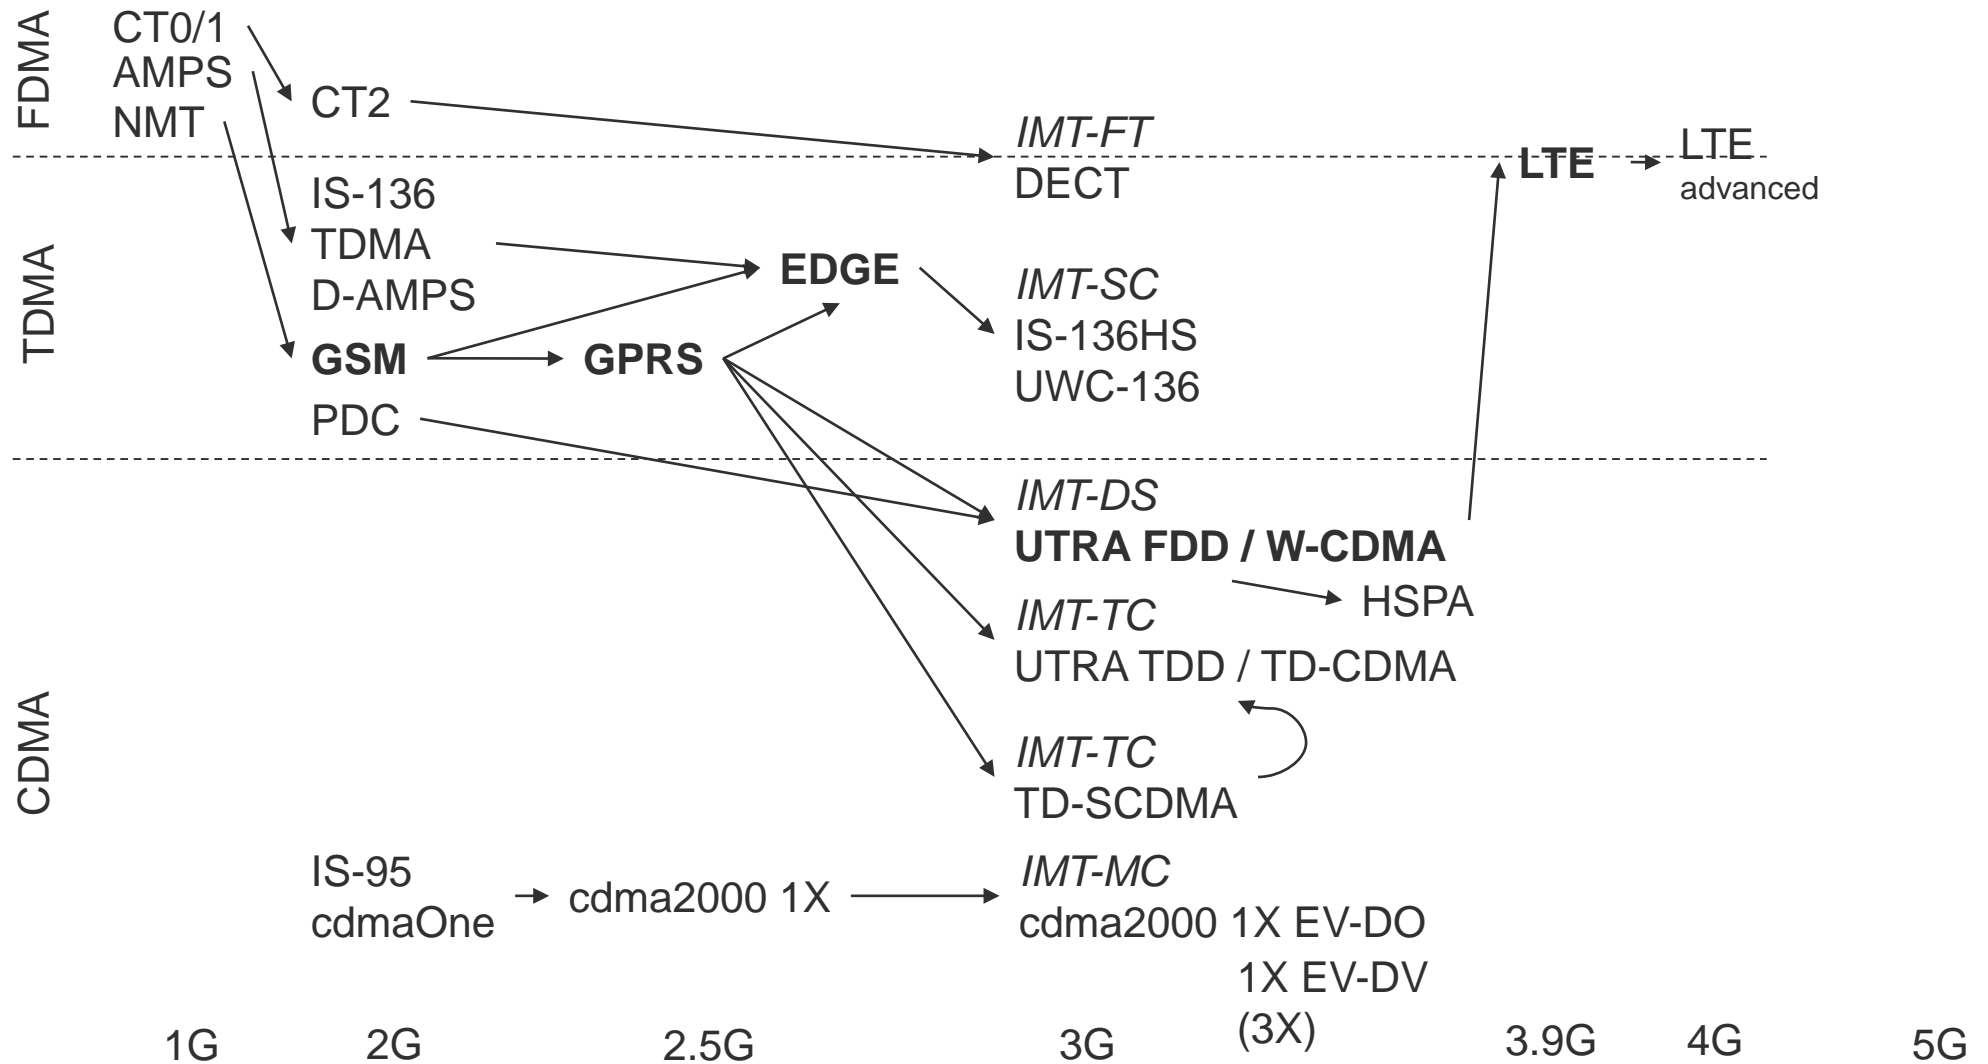 FDMA
CT0/1
AMPS
NMT
CT2
IMT-FT
DECT
LTE
LTE
advanced
TDMA
IS-136
TDMA
D-AMPS
GSM
PDC
GPRS
EDGE
IMT-SC
IS-136HS
UWC-136
CDMA
IMT-DS
UTRA FDD / W-CDMA
HSPA
IMT-TC
UTRA TDD / TD-CDMA
IMT-TC
TD-SCDMA
IS-95
cdmaOne
cdma2000 1X
IMT-MC
cdma2000 1X EV-DO
1X EV-DV
(3X)
1G
2G
2.5G
3G
3.9G
4G
5G